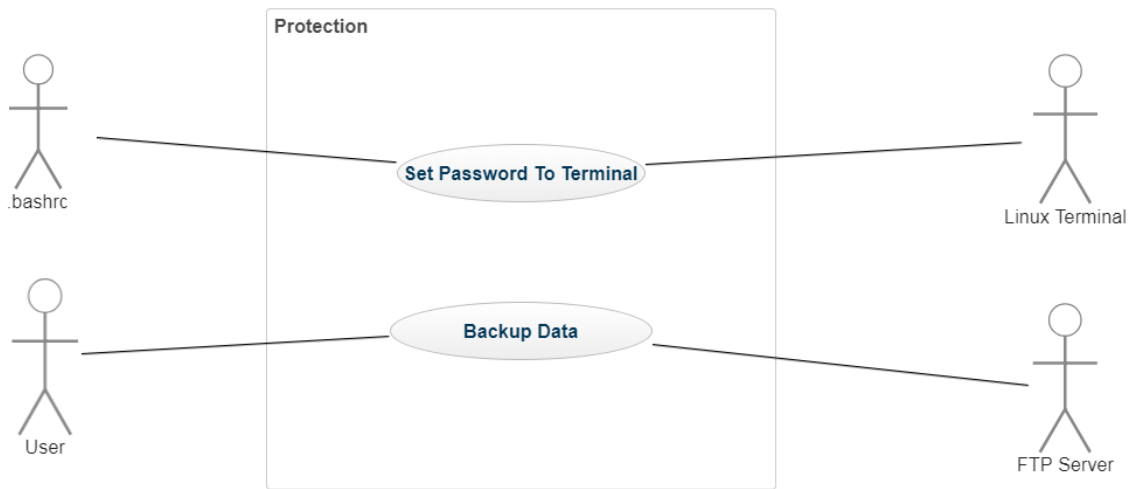 Protection
.bashrc
Set Password To Terminal
Linux Terminal
Backup Data
User
FTP Server